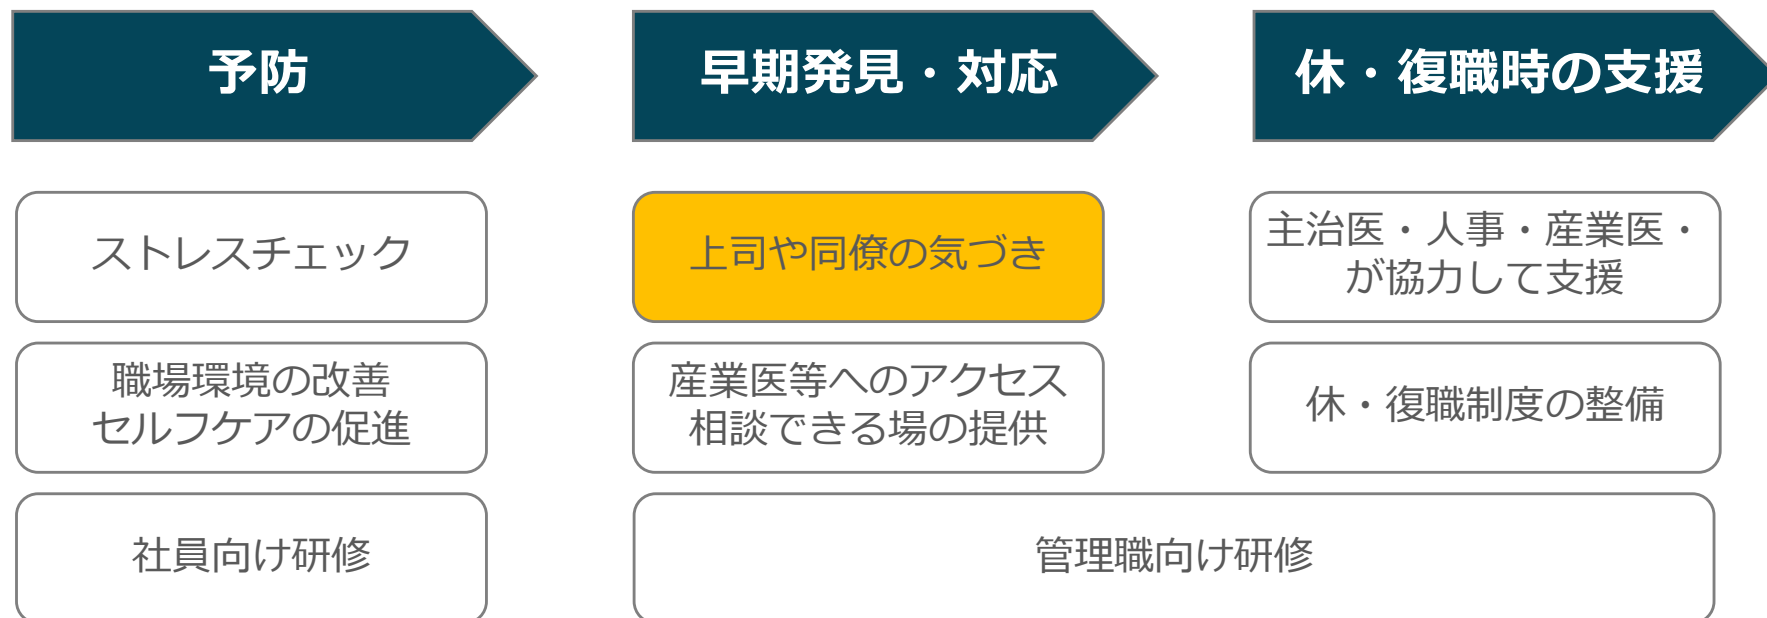 予防
早期発見・対応
休・復職時の支援
ストレスチェック
上司や同僚の気づき
主治医・人事・産業医・
が協力して支援
職場環境の改善
セルフケアの促進
産業医等へのアクセス
相談できる場の提供
休・復職制度の整備
社員向け研修
管理職向け研修